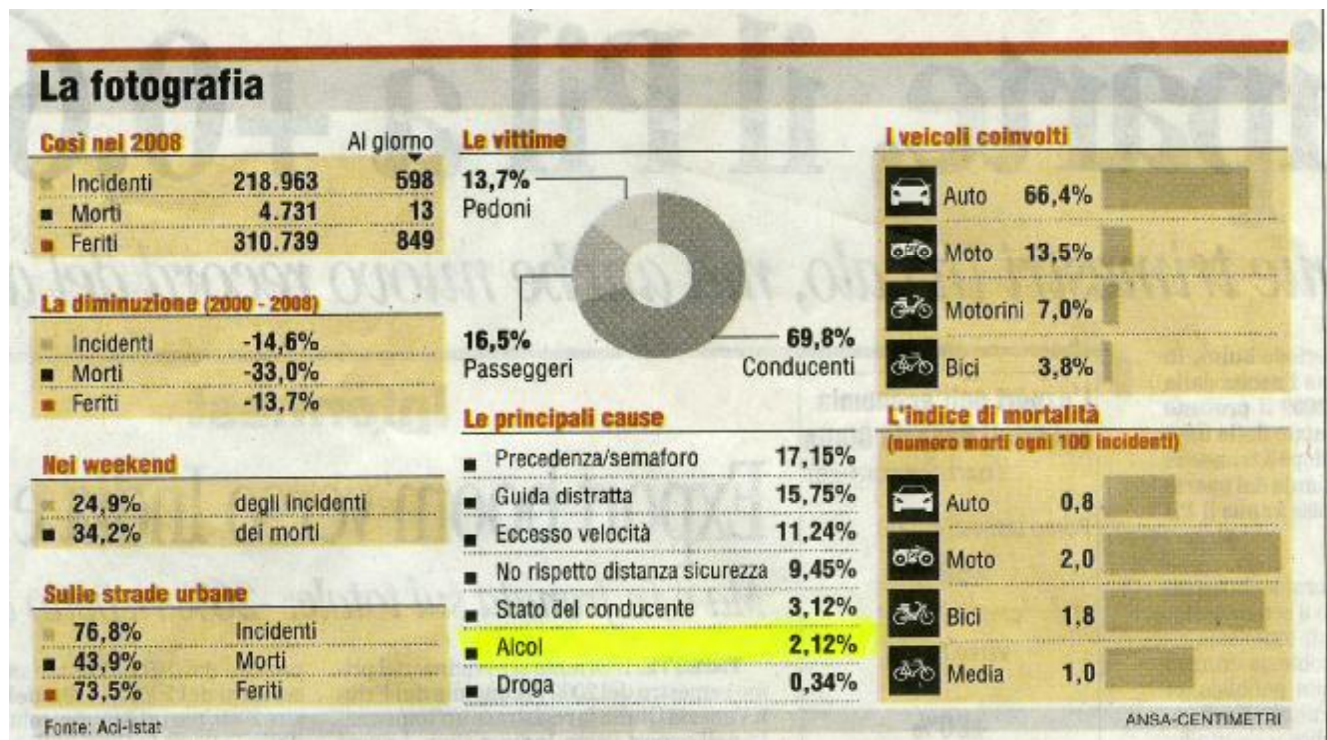 La fotografia
Così nel 2008 Al giorno
Incidenti 218.963 598
Morti 4.731 13
Feriti 310.739 849
La diminuzione (2000 - 2008)
Incidenti -14,6%
Morti -33,0%
Feriti -13,7%
Nei weekend
24,9% degli incidenti
34,2% dei morti
Sulle strade urbane
76,8% Incidenti
43,9% Morti
73,5% Feriti
Fonte: Aci-Istat
Le vittime
13,7%
Pedoni
16,5%
Passeggeri
69,8%
Conducenti
Le principali cause
Precedenza/semaforo 17,15%
Guida distratta 15,75%
Eccesso velocità 11,24%
No rispetto distanza sicurezza 9,45%
Stato del conducente 3,12%
Alcol 2,12%
Droga 0,34%
I veicoli coinvolti
Auto 66,4%
Moto 13,5%
Motorini 7,0%
Bici 3,8%
L'indice di mortalità
(numero morti ogni 100 incidenti)
Auto 0,8
Moto 2,0
Bici 1,8
Media 1,0
ANSA-CENTIMETRI